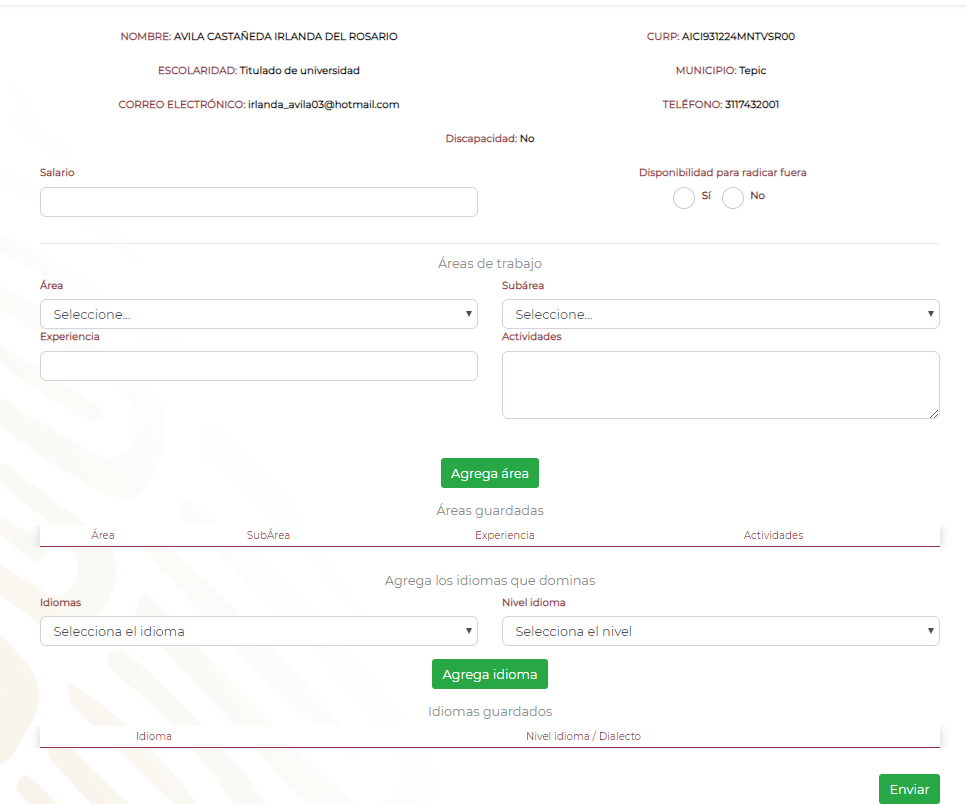 NOMBRE: AVILA CASTAÑEDA IRLANDA DEL ROSARIO CURP: AICI931224MNTVSR00
ESCOLARIDAD: Titulado de universidad MUNICIPIO: Tepic
CORREO ELECTRÓNICO: irlanda_avila03@hotmail.com TELÉFONO: 3117432001
Discapacidad: No
Salario Disponibilidad para radicar fuera
Sí No
Áreas de trabajo
Área Subárea
Seleccione... Seleccione...
Experiencia Actividades
Agrega área
Áreas guardadas
Área SubÁrea Experiencia Actividades
Agrega los idiomas que dominas
Idiomas Nivel idioma
Selecciona el idioma Selecciona el nivel
Agrega idioma
Idiomas guardados
Idioma Nivel idioma / Dialecto
Enviar